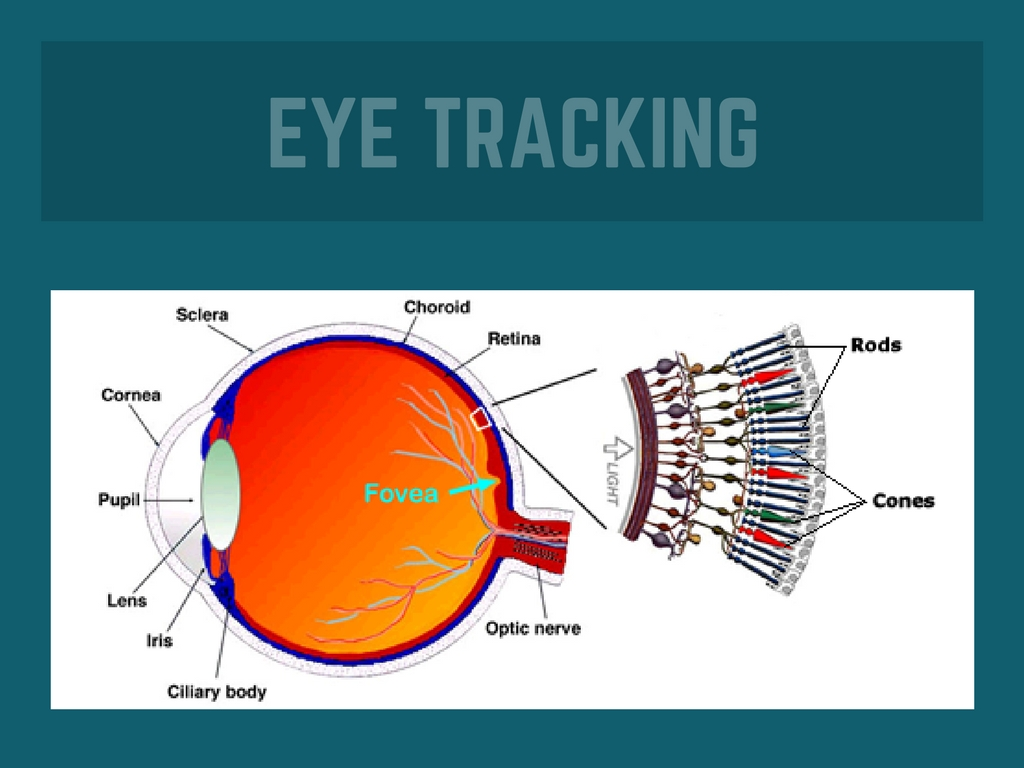 EYE TRACKING
Choroid
Sclera
Retina
Rods
Cornea
Fovea
LIGHT
Pupil
Cones
Lens
Optic nerve
Iris
Ciliary body